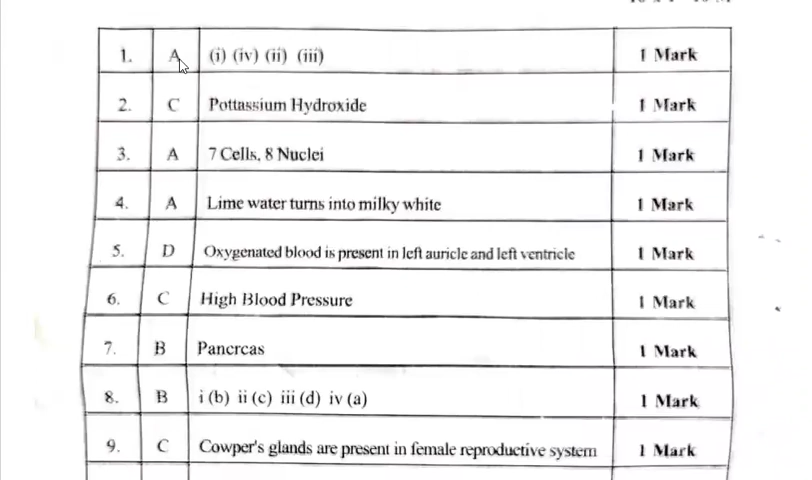 1. A (i) (iv) (ii) (iii) 1 Mark
2. C Pottassium Hydroxide 1 Mark
3. A 7 Cells, 8 Nuclei 1 Mark
4. A Lime water turns into milky white 1 Mark
5. D Oxygenated blood is present in left auricle and left ventricle 1 Mark
6. C High Blood Pressure 1 Mark
7. B Pancreas 1 Mark
8. B i (b) ii (c) iii (d) iv (a) 1 Mark
9. C Cowper's glands are present in female reproductive system 1 Mark